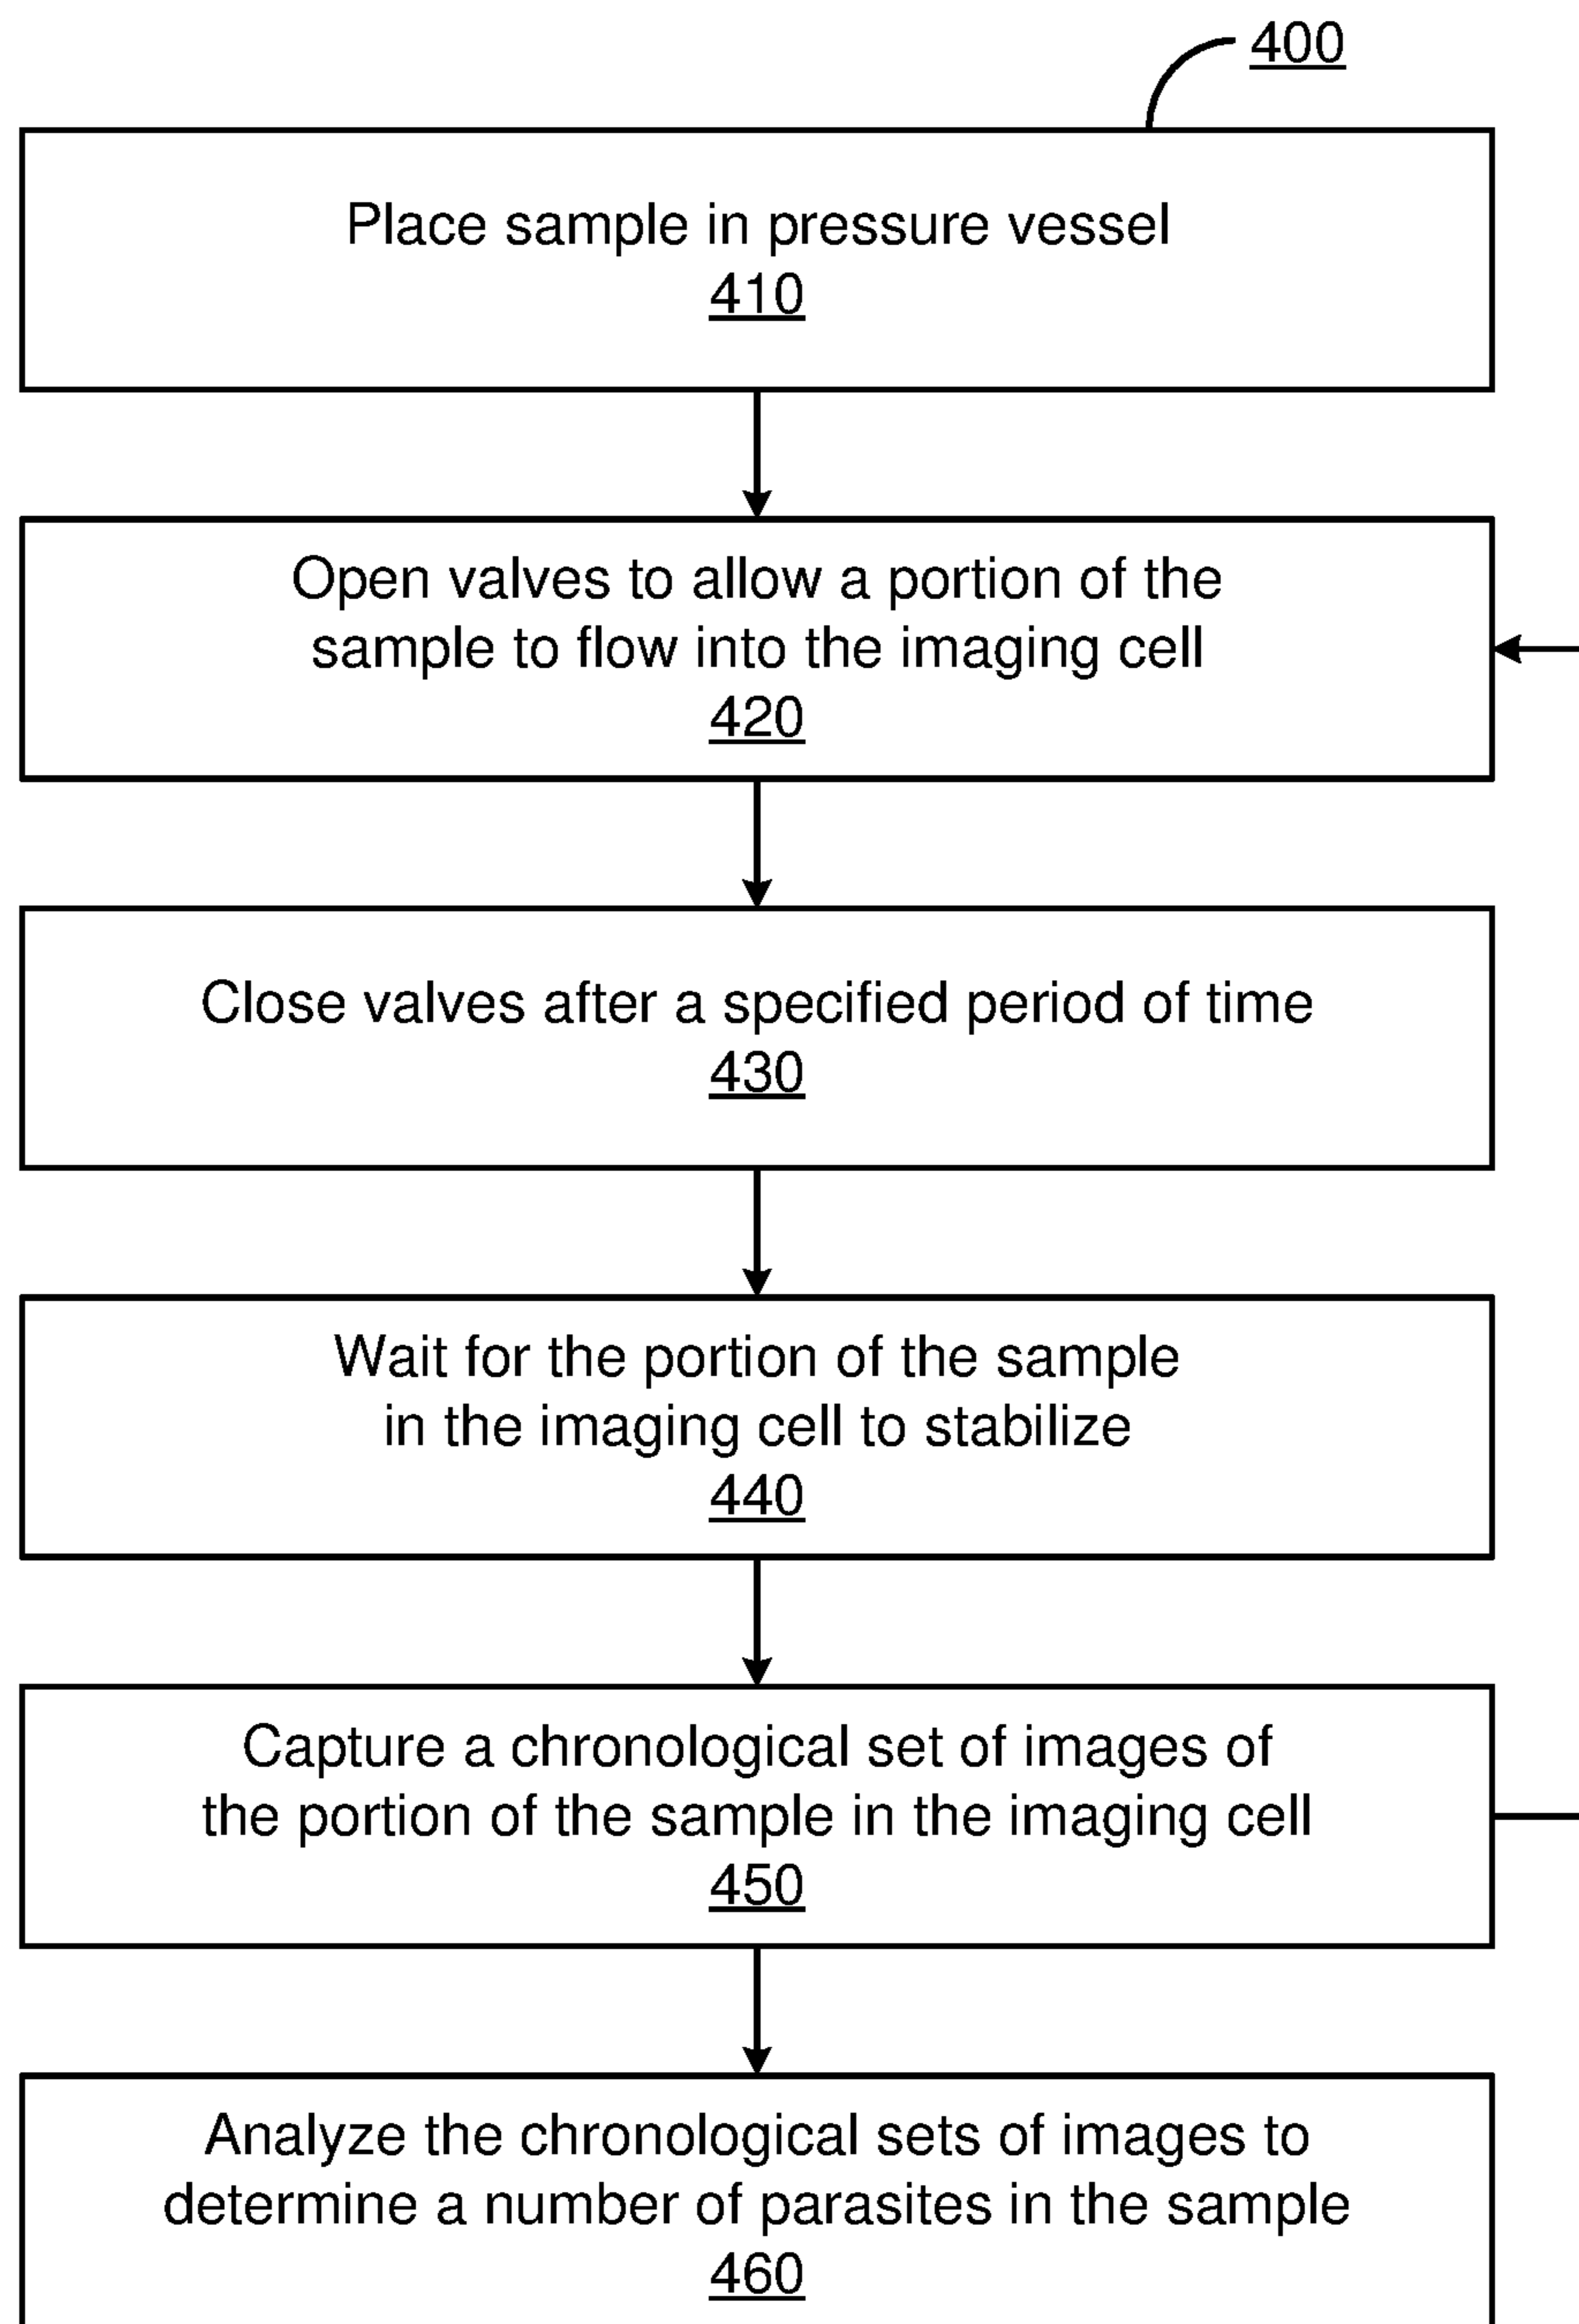 400
Place sample in pressure vessel
410
Open valves to allow a portion of the
sample to flow into the imaging cell
420
Close valves after a specified period of time
430
Wait for the portion of the sample
in the imaging cell to stabilize
440
Capture a chronological set of images of
the portion of the sample in the imaging cell
450
Analyze the chronological sets of images to
determine a number of parasites in the sample
460